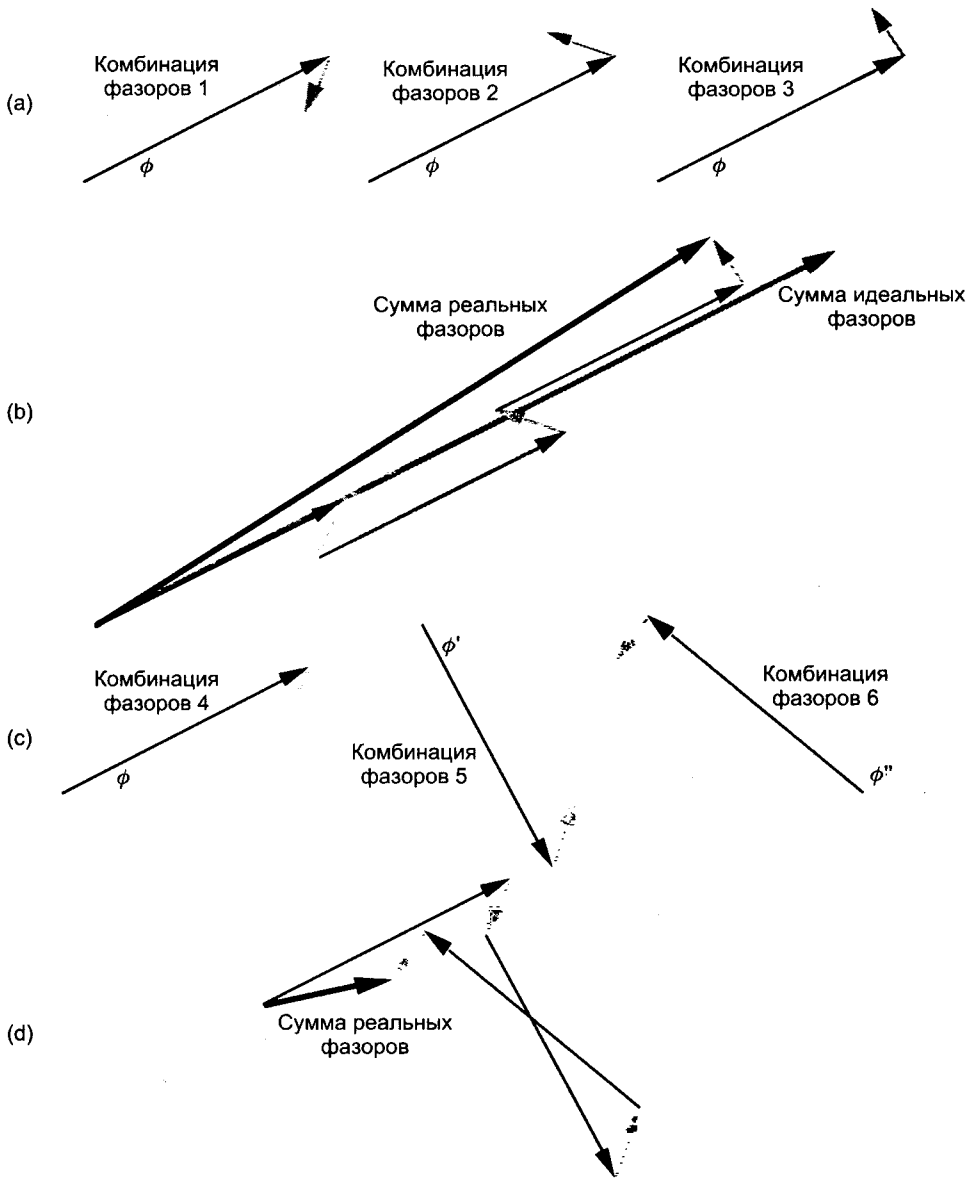 (a)
Комбинация
фазоров 1
ϕ
Комбинация
фазоров 2
ϕ
Комбинация
фазоров 3
ϕ
(b)
Сумма реальных
фазоров
Сумма идеальных
фазоров
(c)
Комбинация
фазоров 4
ϕ
ϕ'
Комбинация
фазоров 5
Комбинация
фазоров 6
ϕ"
(d)
Сумма реальных
фазоров